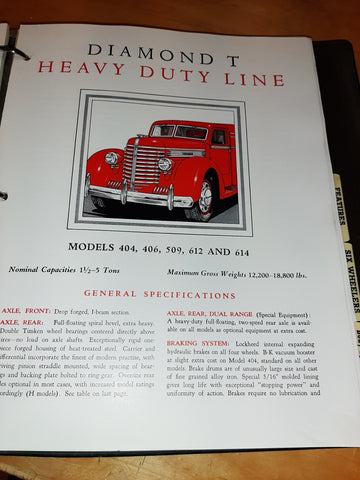 DIAMOND T
HEAVY DUTY LINE
MODELS 404, 406, 509, 612 AND 614
Nominal Capacities 1½–5 Tons
Maximum Gross Weights 12,200–18,800 lbs.
GENERAL SPECIFICATIONS
AXLE, FRONT: Drop forged, I-beam section.
AXLE, REAR: Full-floating spiral bevel, extra heavy.
Double Timken wheel bearings centered directly above
ires—no load on axle shafts. Exceptionally rigid one-
piece forged housing of heat-treated steel. Carrier and
differential incorporate the finest of modern practise, with
riving pinion straddle mounted, wide spacing of bear-
ngs and backing plate bolted to ring gear. Oversize rear
les optional in most cases, with increased model ratings
cordingly (H models). See table on last page.
AXLE, REAR, DUAL RANGE (Special Equipment):
A heavy-duty full-floating, two-speed rear axle is avail-
able on all models at optional equipment at extra cost.
BRAKING SYSTEM: Lockheed internal expanding
hydraulic brakes on all four wheels. B-K vacuum booster
at slight extra cost on Model 404, standard on all other
models. Brake drums are of unusually large size and cast
of fine grained alloy iron. Special 5/16" molded lining
gives long life with exceptional "stopping power" and
uniformity of action. Brakes require no lubrication and
FEATURES
SIX WHEELERS